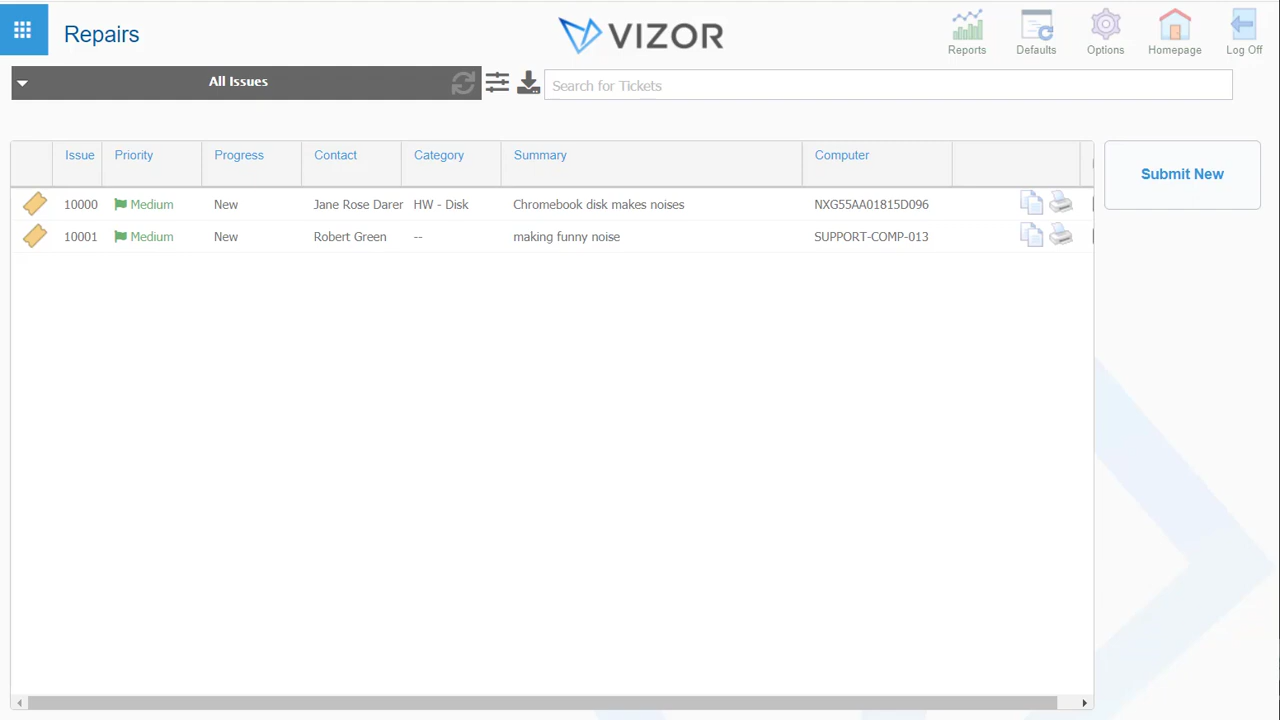 Repairs
VIZOR
Reports Defaults Options Homepage Log Off
All Issues
Search for Tickets
Issue Priority Progress Contact Category Summary Computer
10000 Medium New Jane Rose Darer HW - Disk Chromebook disk makes noises NXG55AA01815D096
10001 Medium New Robert Green -- making funny noise SUPPORT-COMP-013
Submit New